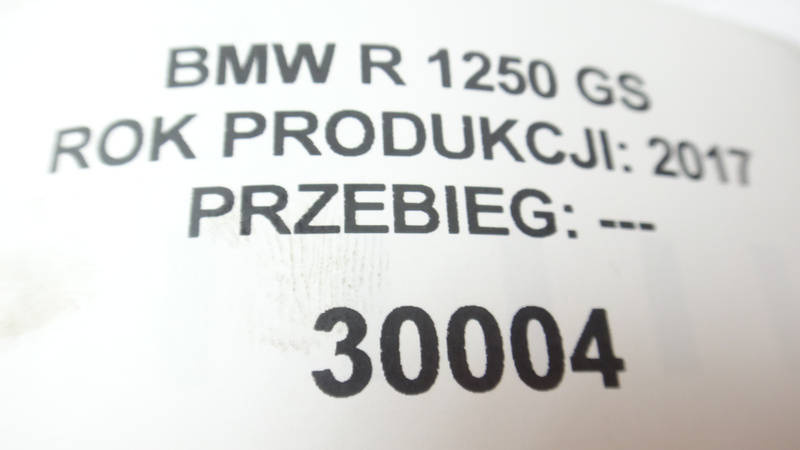 BMW R 1250 GS
ROK PRODUKCJI: 2017
PRZEBIEG: ---
30004